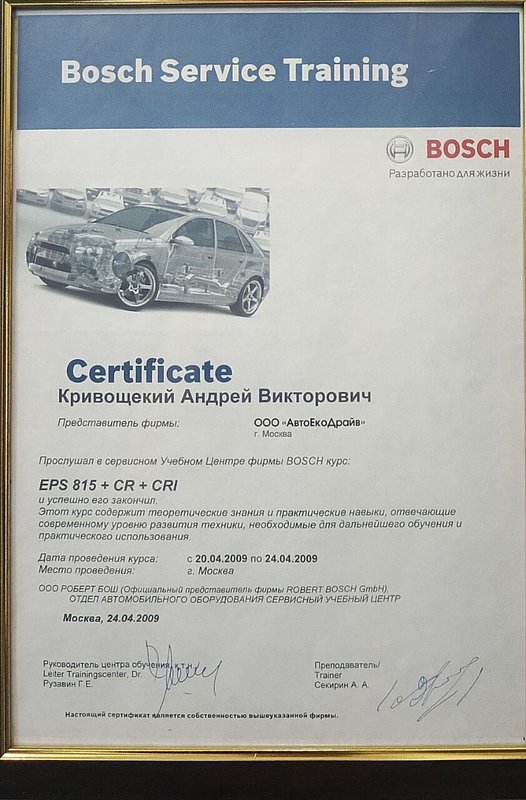 Bosch Service Training
BOSCH
Разработано для жизни
Certificate
Кривощекий Андрей Викторович
Представитель фирмы:
ООО «АвтоЕкоДрайв»
г. Москва
Прослушал в сервисном Учебном Центре фирмы BOSCH курс:
EPS 815 + CR + CRI
и успешно его закончил.
Этот курс содержит теоретические знания и практические навыки, отвечающие
современному уровню развития техники, необходимые для дальнейшего обучения и
практического использования.
Дата проведения курса: с 20.04.2009 по 24.04.2009
Место проведения: г. Москва
ООО РОБЕРТ БОШ (Официальный представитель фирмы ROBERT BOSCH GmbH),
ОТДЕЛ АВТОМОБИЛЬНОГО ОБОРУДОВАНИЯ СЕРВИСНЫЙ УЧЕБНЫЙ ЦЕНТР
Москва, 24.04.2009
Руководитель центра обучения, к.т.н.
Leiter Trainingscenter, Dr.
Рузавин Г.Е.
Преподаватель/
Trainer
Секирин А. А.
Настоящий сертификат является собственностью вышеуказанной фирмы.